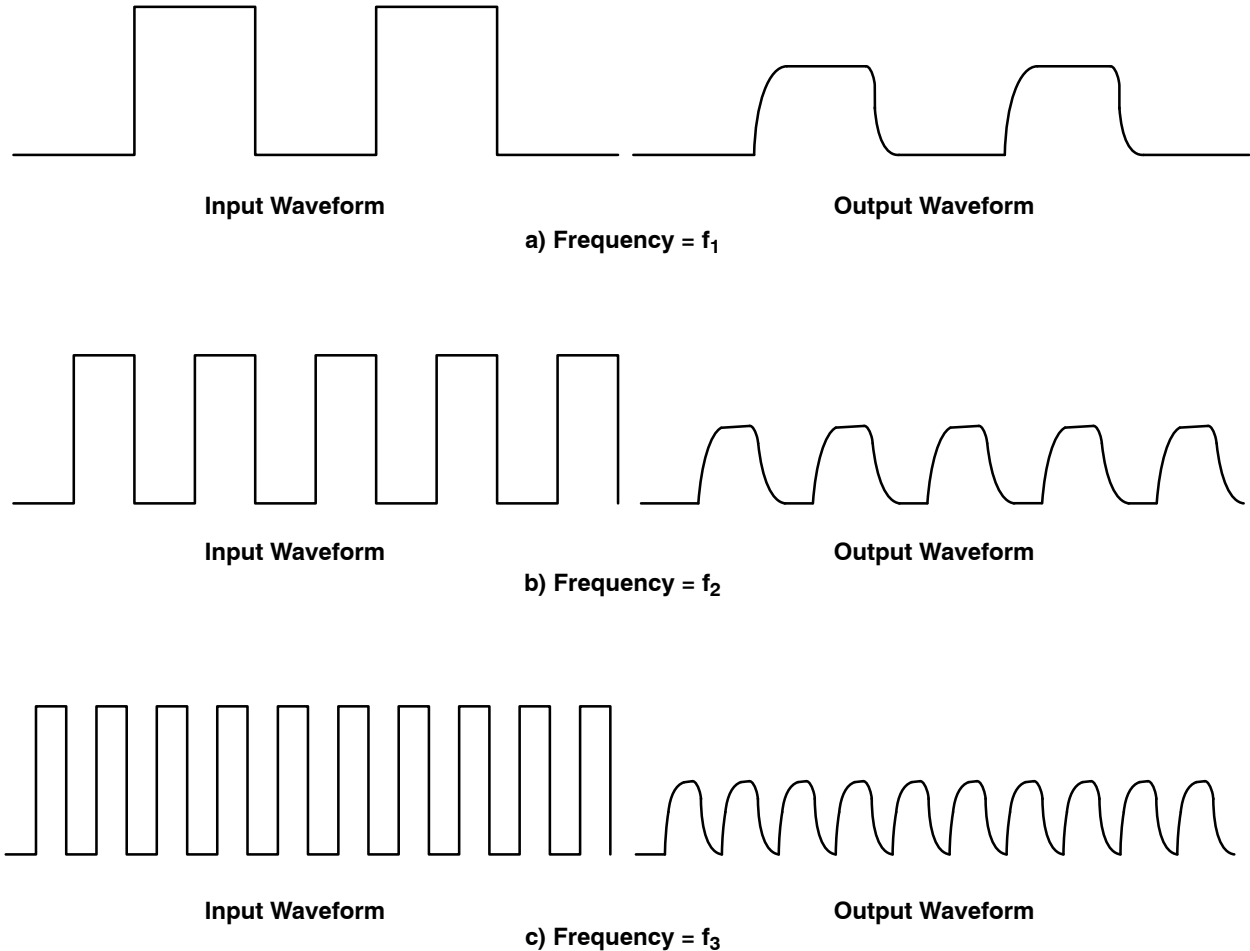 Input Waveform
Output Waveform
a) Frequency = f₁
Input Waveform
Output Waveform
b) Frequency = f₂
Input Waveform
Output Waveform
c) Frequency = f₃